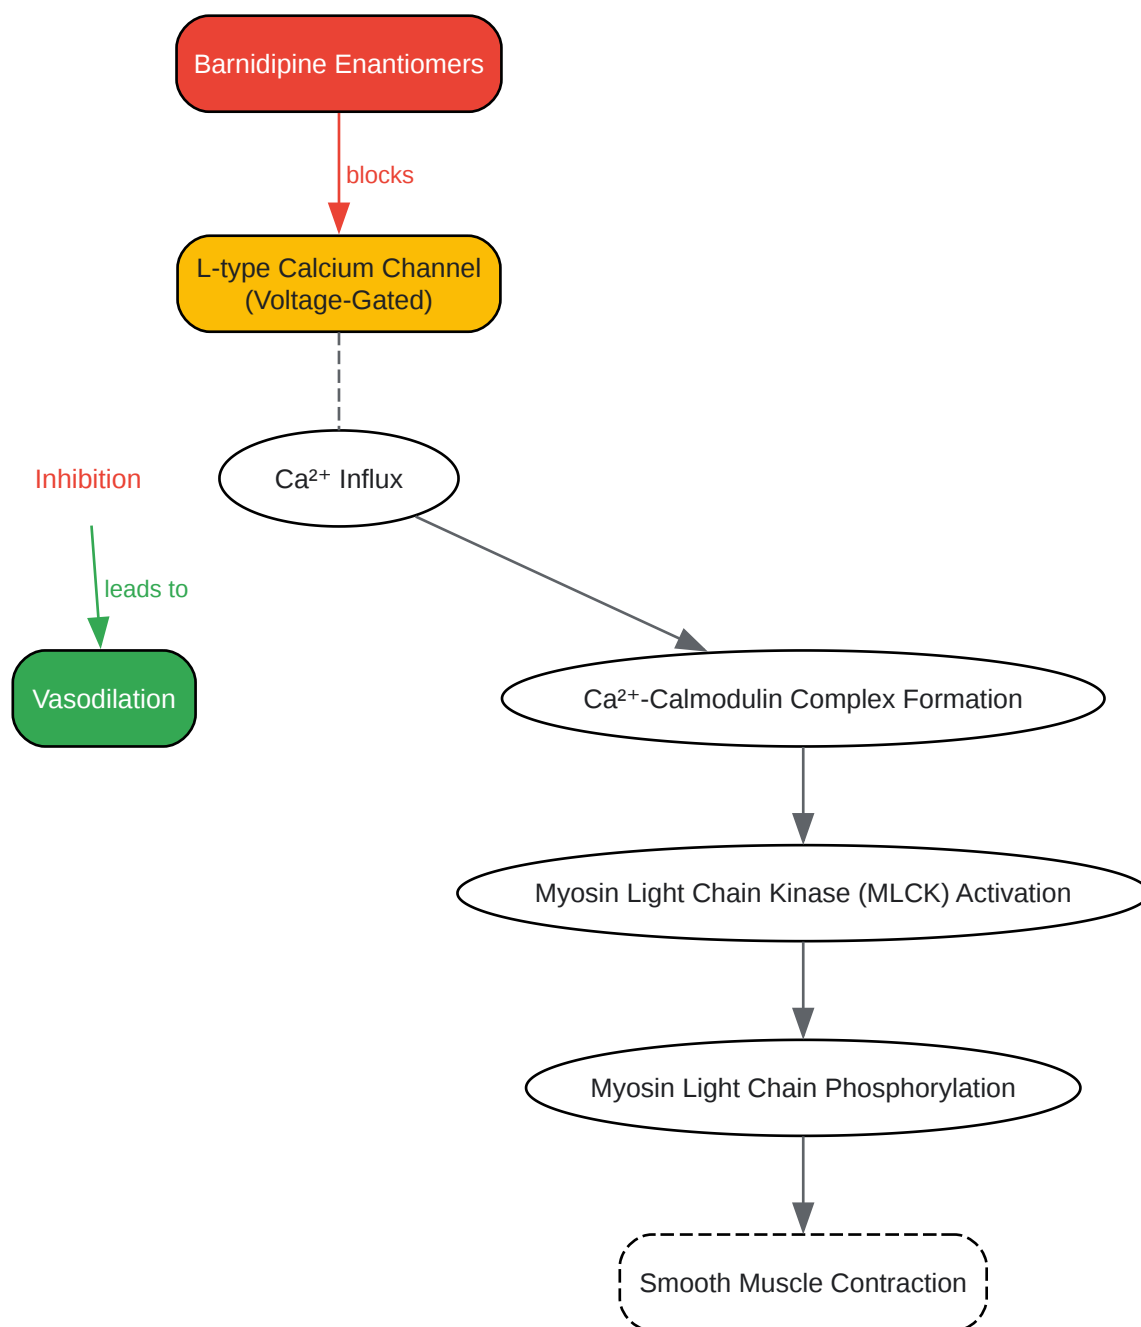 Barnidipine Enantiomers
blocks
L-type Calcium Channel
(Voltage-Gated)
Ca²⁺ Influx
Inhibition
leads to
Vasodilation
Ca²⁺-Calmodulin Complex Formation
Myosin Light Chain Kinase (MLCK) Activation
Myosin Light Chain Phosphorylation
Smooth Muscle Contraction